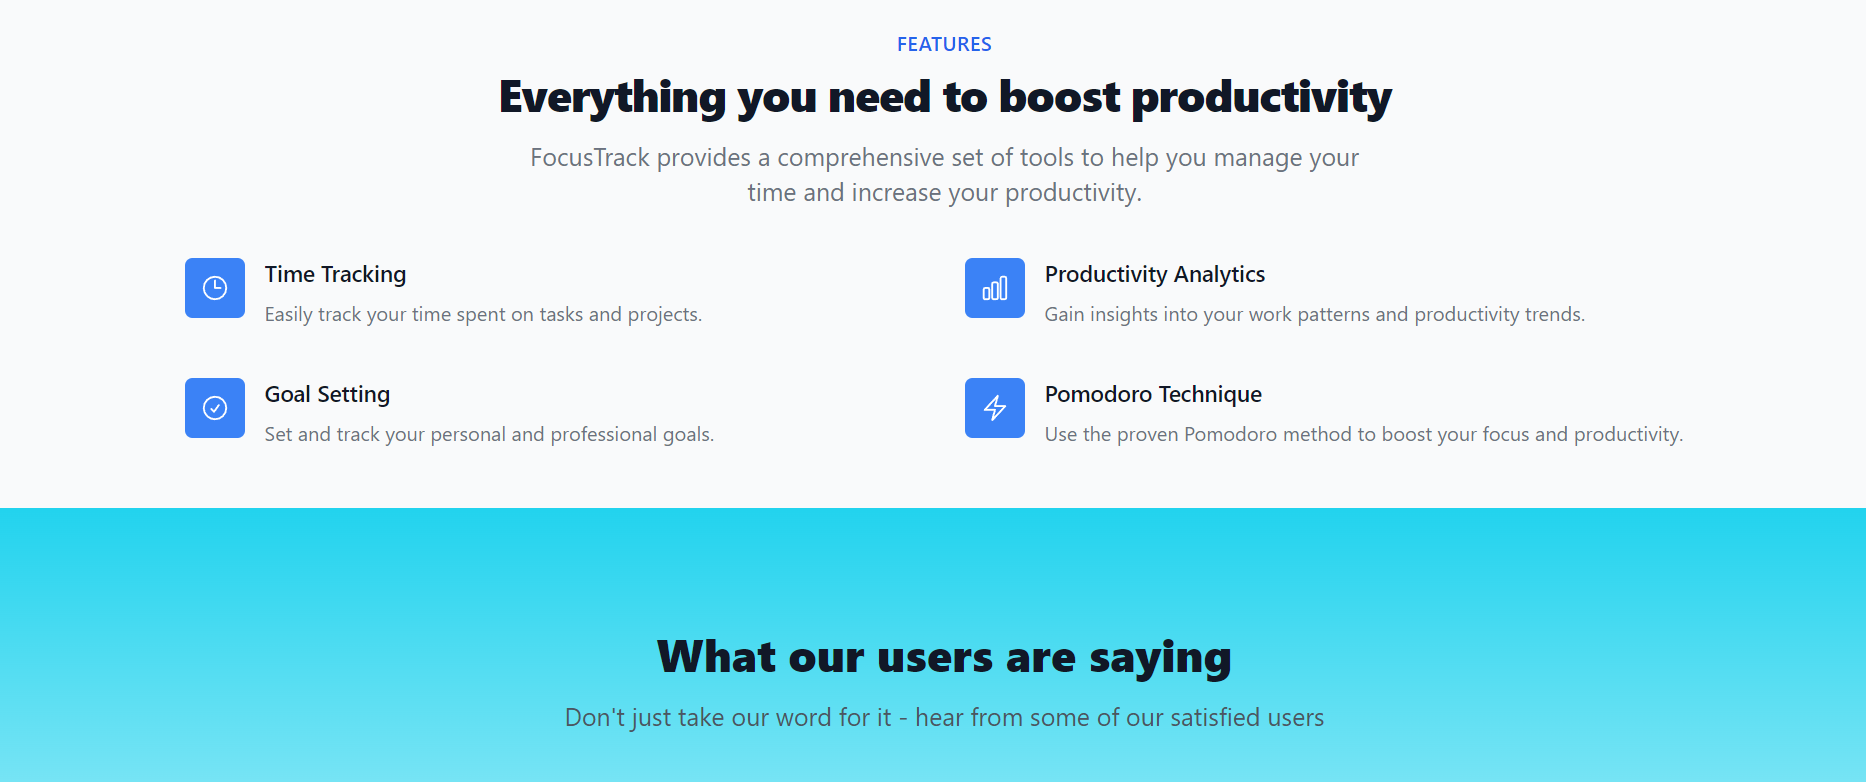 FEATURES
Everything you need to boost productivity
FocusTrack provides a comprehensive set of tools to help you manage your
time and increase your productivity.
Time Tracking
Easily track your time spent on tasks and projects.
Productivity Analytics
Gain insights into your work patterns and productivity trends.
Goal Setting
Set and track your personal and professional goals.
Pomodoro Technique
Use the proven Pomodoro method to boost your focus and productivity.
What our users are saying
Don't just take our word for it - hear from some of our satisfied users